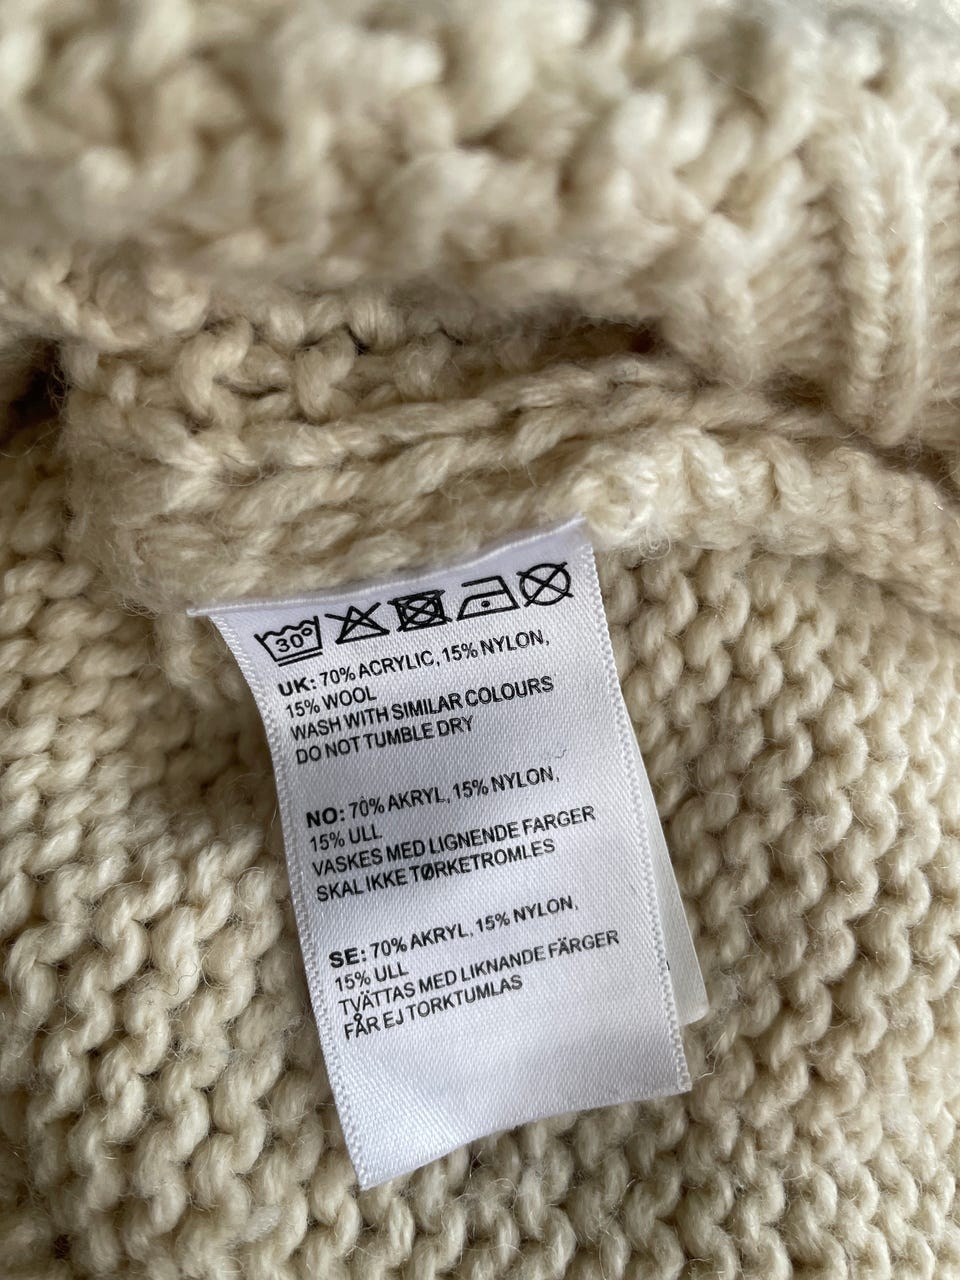 30°
UK: 70% ACRYLIC, 15% NYLON,
15% WOOL
WASH WITH SIMILAR COLOURS
DO NOT TUMBLE DRY
NO: 70% AKRYL, 15% NYLON,
15% ULL
VASKES MED LIGNENDE FARGER
SKAL IKKE TØRKETROMLES
SE: 70% AKRYL, 15% NYLON,
15% ULL
TVÄTTAS MED LIKNANDE FÄRGER
FÅR EJ TORKTUMLAS